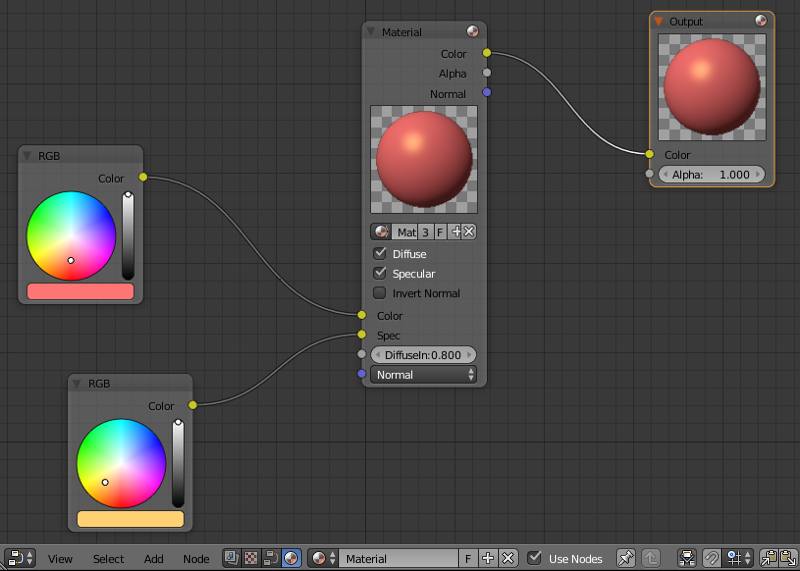 Material
Color
Alpha
Normal
Mat 3 F
Diffuse
Specular
Invert Normal
Color
Spec
DiffuseIn:0.800
Normal
Output
Color
Alpha: 1.000
RGB
Color
RGB
Color
View Select Add Node Material F Use Nodes